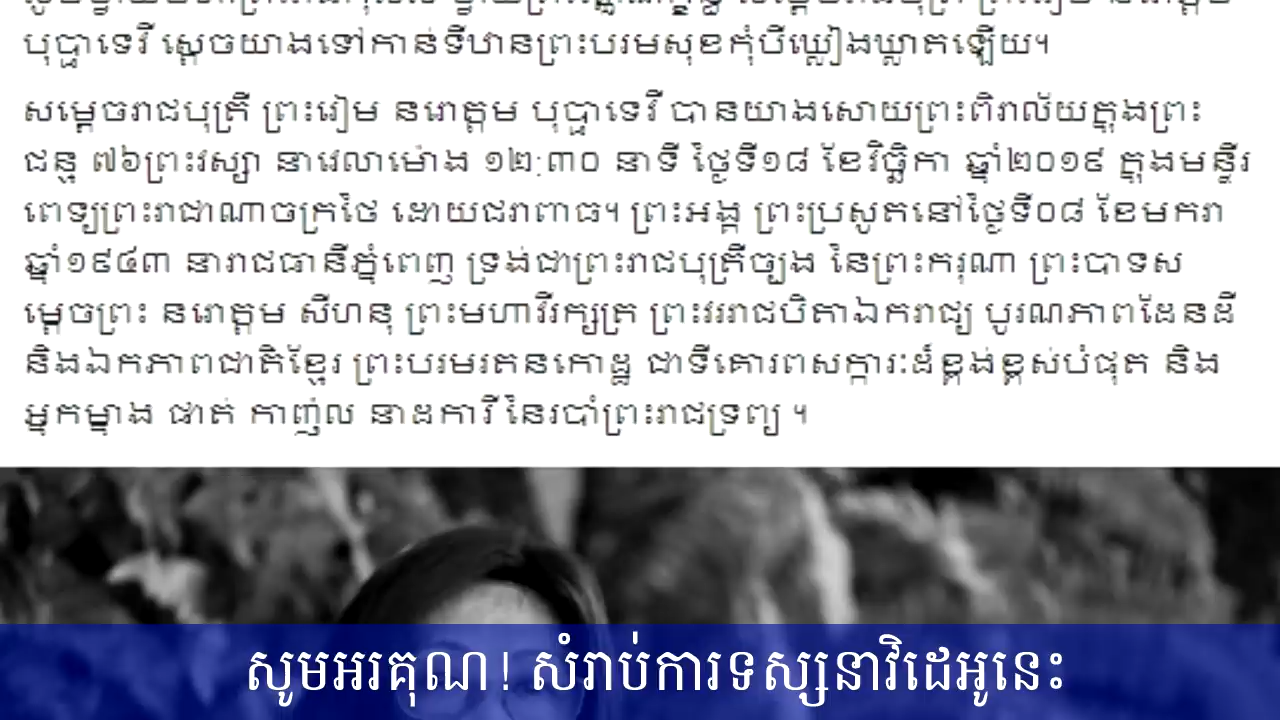 បុប្ផាទេវី ស្តេចយាងទៅកាន់ទីឋានព្រះបរមសុខកុំបីឃ្លៀងឃ្លាតឡើយ។
សម្តេចរាជបុត្រី ព្រះរៀម នរោត្តម បុប្ផាទេវី បានយាងសោយព្រះពិរាល័យក្នុងព្រះ
ជន្ម ៧៦ព្រះវស្សា នាវេលាម៉ោង ១២:៣០ នាទី ថ្ងៃទី១៨ ខែវិច្ឆិកា ឆ្នាំ២០១៩ ក្នុងមន្ទីរ
ពេទ្យព្រះរាជាណាចក្រថៃ ដោយជរាពាធ។ ព្រះអង្គ ព្រះប្រសូតនៅថ្ងៃទី០៨ ខែមករា
ឆ្នាំ១៩៤៣ នារាជធានីភ្នំពេញ ទ្រង់ជាព្រះរាជបុត្រីច្បង នៃព្រះករុណា ព្រះបាទស
ម្តេចព្រះ នរោត្តម សីហនុ ព្រះមហាវីរក្សត្រ ព្រះវររាជបិតាឯករាជ្យ បូរណភាពដែនដី
និងឯកភាពជាតិខ្មែរ ព្រះបរមរតនកោដ្ឋ ជាទីគោរពសក្ការៈដ៏ខ្ពង់ខ្ពស់បំផុត និង
អ្នកម្នាង ផាត់ កាញ៉ល នាដការី នៃរបាំព្រះរាជទ្រព្យ ។
សូមអរគុណ! សំរាប់ការទស្សនាវិដេអូនេះ